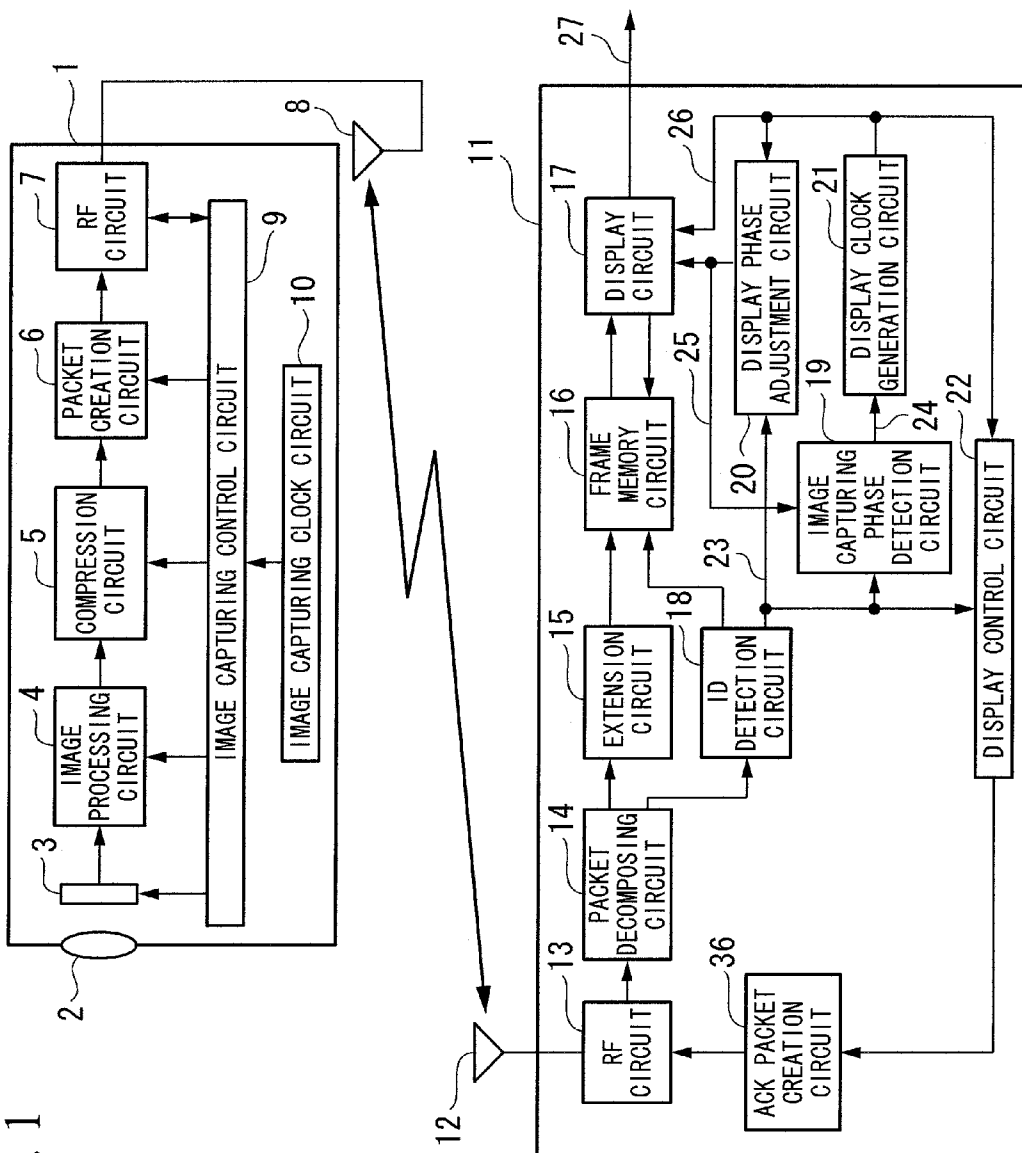 . 1
1
2
3
4
IMAGE
PROCESSING
CIRCUIT
5
COMPRESSION
CIRCUIT
6
PACKET
CREATION
CIRCUIT
7
RF
CIRCUIT
8
9
IMAGE CAPTURING CONTROL CIRCUIT
10
IMAGE CAPTURING CLOCK CIRCUIT
11
12
13
RF
CIRCUIT
14
PACKET
DECOMPOSING
CIRCUIT
15
EXTENSION
CIRCUIT
16
FRAME
MEMORY
CIRCUIT
17
DISPLAY
CIRCUIT
27
18
ID
DETECTION
CIRCUIT
23
25
26
20
DISPLAY PHASE
ADJUSTMENT CIRCUIT
19
IMAGE
CAPTURING
PHASE
DETECTION
CIRCUIT
24
21
DISPLAY CLOCK
GENERATION CIRCUIT
22
DISPLAY CONTROL CIRCUIT
36
ACK PACKET
CREATION
CIRCUIT